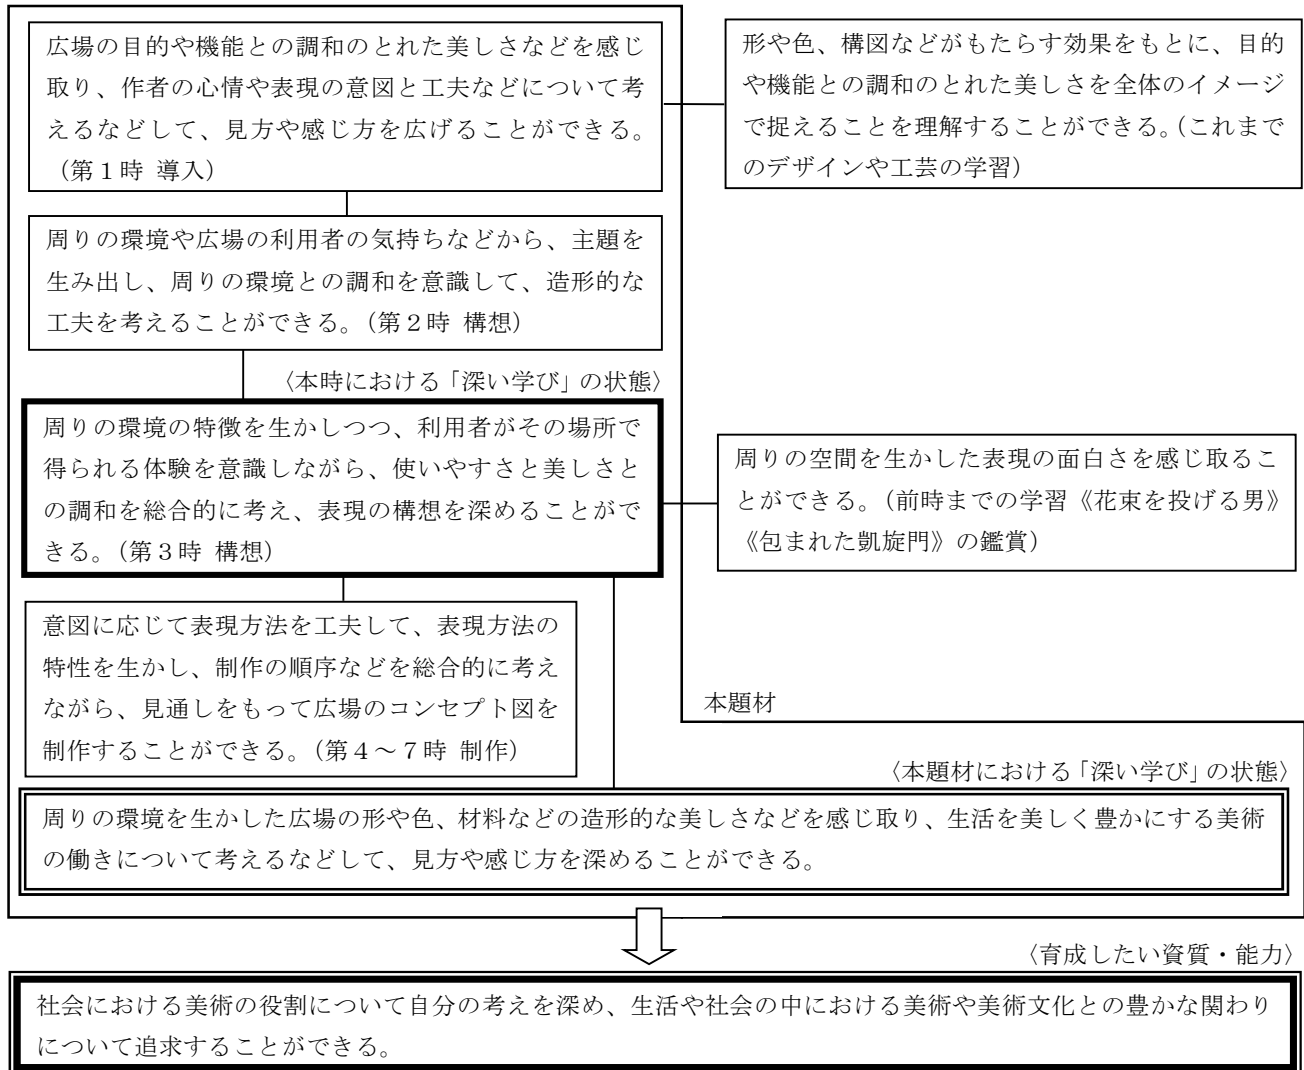 広場の目的や機能との調和のとれた美しさなどを感じ
取り、作者の心情や表現の意図と工夫などについて考
えるなどして、見方や感じ方を広げることができる。
（第１時 導入）
形や色、構図などがもたらす効果をもとに、目的
や機能との調和のとれた美しさを全体のイメージ
で捉えることを理解することができる。（これまで
のデザインや工芸の学習）
周りの環境や広場の利用者の気持ちなどから、主題を
生み出し、周りの環境との調和を意識して、造形的な
工夫を考えることができる。（第２時 構想）
〈本時における「深い学び」の状態〉
周りの環境の特徴を生かしつつ、利用者がその場所で
得られる体験を意識しながら、使いやすさと美しさと
の調和を総合的に考え、表現の構想を深めることがで
きる。（第３時 構想）
周りの空間を生かした表現の面白さを感じ取るこ
とができる。（前時までの学習《花束を投げる男》
《包まれた凱旋門》の鑑賞）
意図に応じて表現方法を工夫して、表現方法の
特性を生かし、制作の順序などを総合的に考え
ながら、見通しをもって広場のコンセプト図を
制作することができる。（第４～７時 制作）
本題材
〈本題材における「深い学び」の状態〉
周りの環境を生かした広場の形や色、材料などの造形的な美しさなどを感じ取り、生活を美しく豊かにする美術
の働きについて考えるなどして、見方や感じ方を深めることができる。
〈育成したい資質・能力〉
社会における美術の役割について自分の考えを深め、生活や社会の中における美術や美術文化との豊かな関わり
について追求することができる。